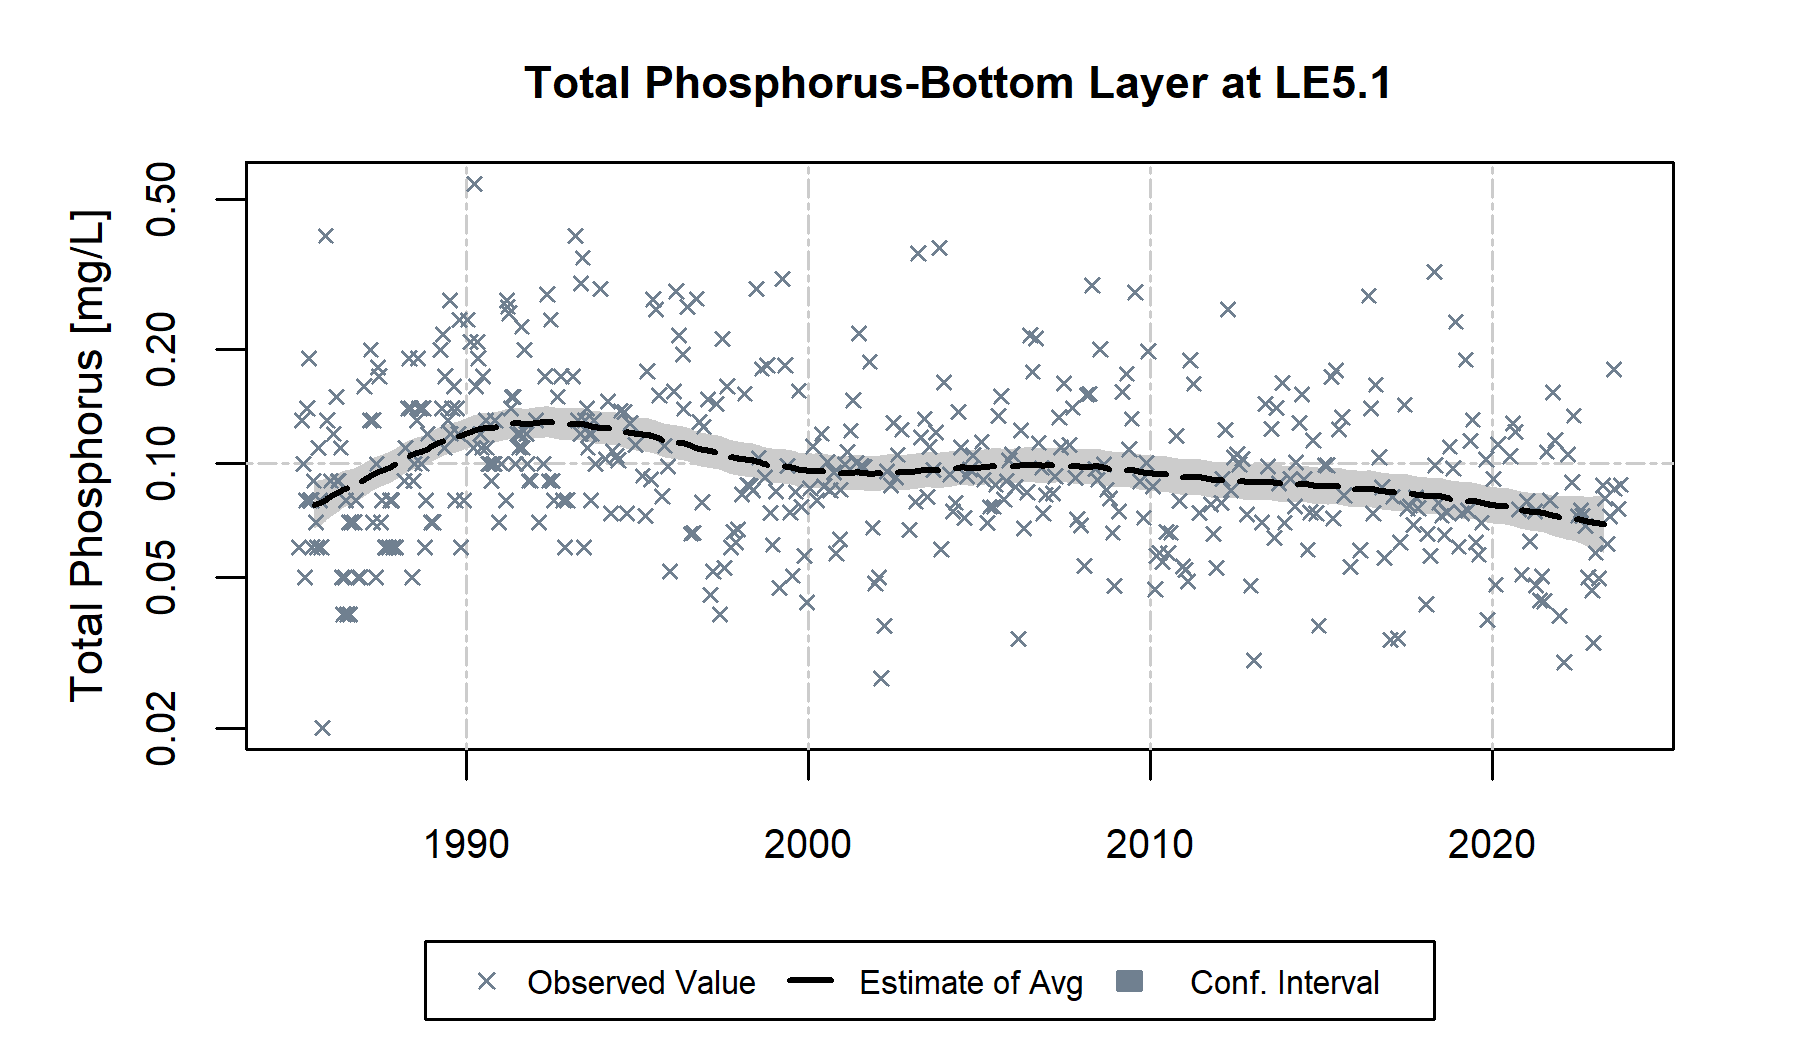 Total Phosphorus-Bottom Layer at LE5.1
Total Phosphorus [mg/L]
0.50
0.20
0.10
0.05
0.02
1990 2000 2010 2020
Observed Value Estimate of Avg Conf. Interval